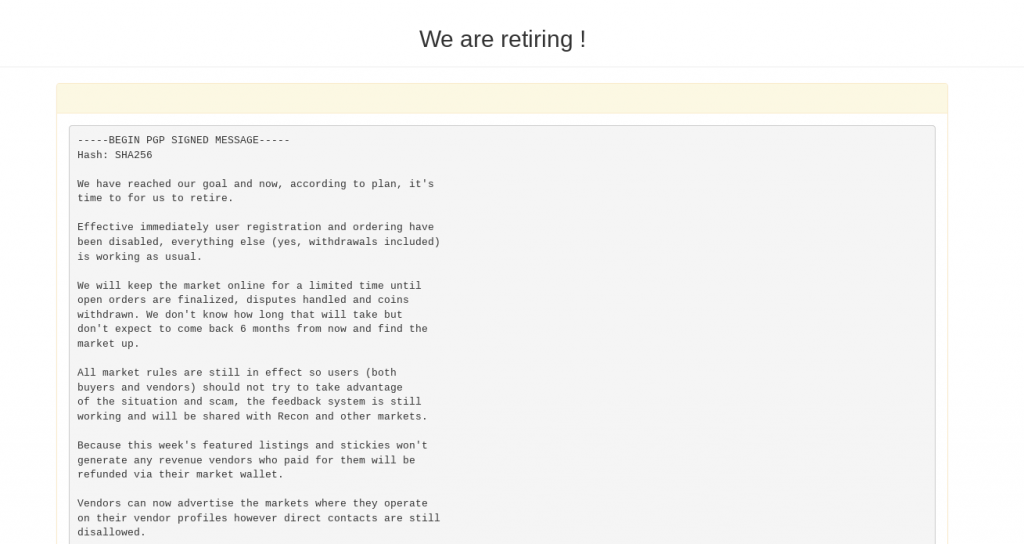 We are retiring !
-----BEGIN PGP SIGNED MESSAGE-----
Hash: SHA256
We have reached our goal and now, according to plan, it's
time to for us to retire.
Effective immediately user registration and ordering have
been disabled, everything else (yes, withdrawals included)
is working as usual.
We will keep the market online for a limited time until
open orders are finalized, disputes handled and coins
withdrawn. We don't know how long that will take but
don't expect to come back 6 months from now and find the
market up.
All market rules are still in effect so users (both
buyers and vendors) should not try to take advantage
of the situation and scam, the feedback system is still
working and will be shared with Recon and other markets.
Because this week's featured listings and stickies won't
generate any revenue vendors who paid for them will be
refunded via their market wallet.
Vendors can now advertise the markets where they operate
on their vendor profiles however direct contacts are still
disallowed.